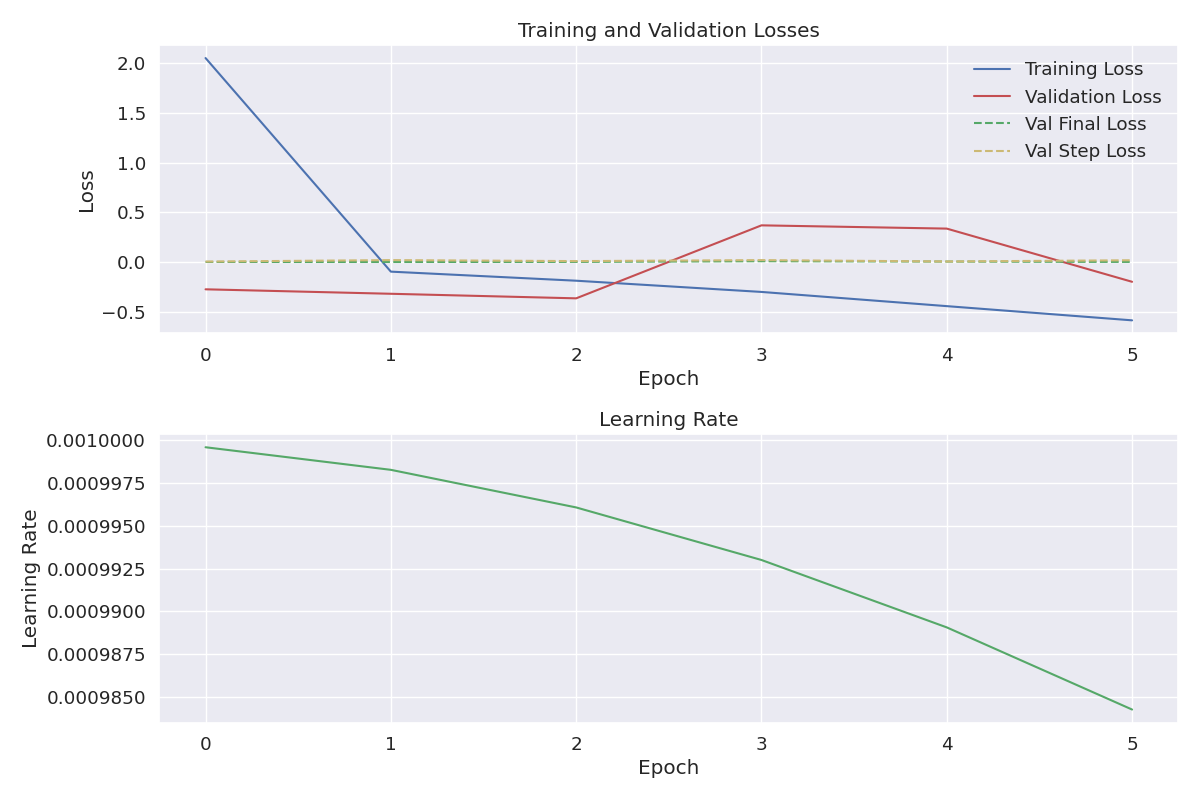 Training and Validation Losses
Training Loss
Validation Loss
Val Final Loss
Val Step Loss
Loss
2.0
1.5
1.0
0.5
0.0
−0.5
0 1 2 3 4 5
Epoch
Learning Rate
Learning Rate
0.0010000
0.0009975
0.0009950
0.0009925
0.0009900
0.0009875
0.0009850
0 1 2 3 4 5
Epoch